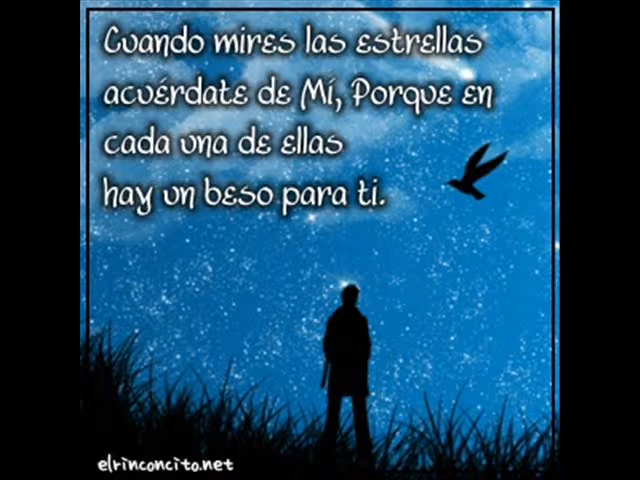 Cuando mires las estrellas
acuérdate de Mí, Porque en
cada una de ellas
hay un beso para ti.
elrinconcito.net